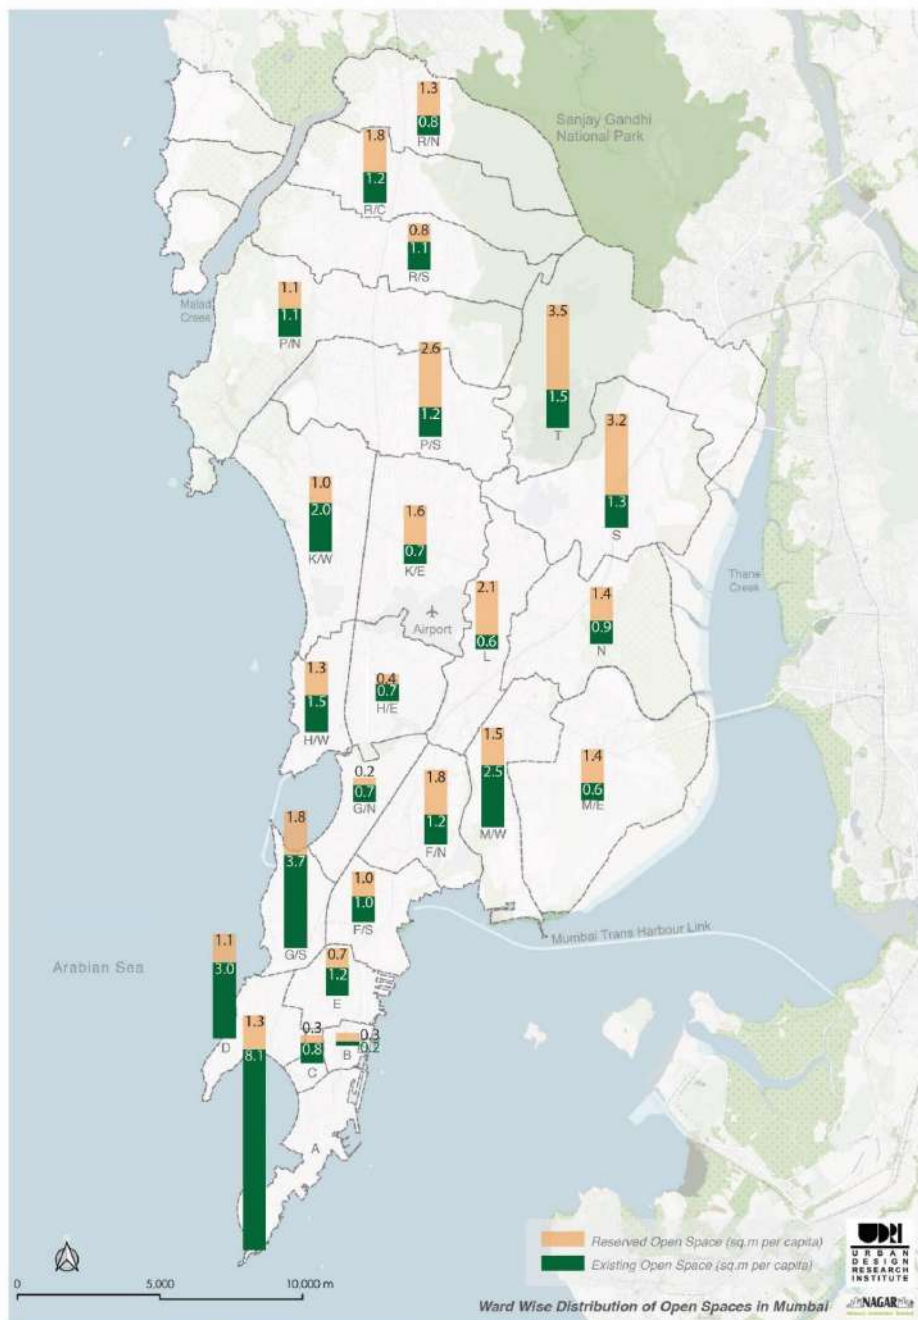 1.3
0.8
R/N
Sanjay Gandhi
National Park
1.8
1.2
R/C
0.8
1.1
R/S
Malad
Creek
1.1
1.1
P/N
3.5
1.5
T
2.6
1.2
P/S
3.2
1.3
S
1.0
2.0
K/W
1.6
0.7
K/E
Airport
2.1
0.6
L
1.4
0.9
N
Thane
Creek
1.3
1.5
H/W
0.4
0.7
H/E
1.5
2.5
M/W
1.4
0.6
M/E
0.2
0.7
G/N
1.8
1.2
F/N
1.8
3.7
G/S
1.0
1.0
F/S
Mumbai Trans Harbour Link
Arabian Sea
1.1
3.0
D
0.7
1.2
E
1.3
8.1
0.3
0.8
C
0.3
0.2
B
A
Reserved Open Space (sq.m per capita)
Existing Open Space (sq.m per capita)
0 5,000 10,000 m
Ward Wise Distribution of Open Spaces in Mumbai
UDRI
URBAN
DESIGN
RESEARCH
INSTITUTE
NAGAR